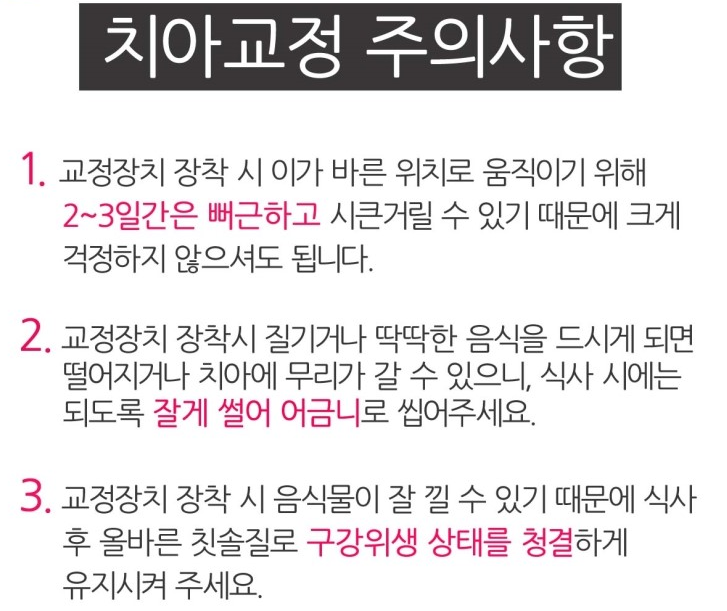 치아교정 주의사항
1. 교정장치 장착 시 이가 바른 위치로 움직이기 위해
2~3일간은 뻐근하고 시큰거릴 수 있기 때문에 크게
걱정하지 않으셔도 됩니다.
2. 교정장치 장착시 질기거나 딱딱한 음식을 드시게 되면
떨어지거나 치아에 무리가 갈 수 있으니, 식사 시에는
되도록 잘게 썰어 어금니로 씹어주세요.
3. 교정장치 장착 시 음식물이 잘 낄 수 있기 때문에 식사
후 올바른 칫솔질로 구강위생 상태를 청결하게
유지시켜 주세요.